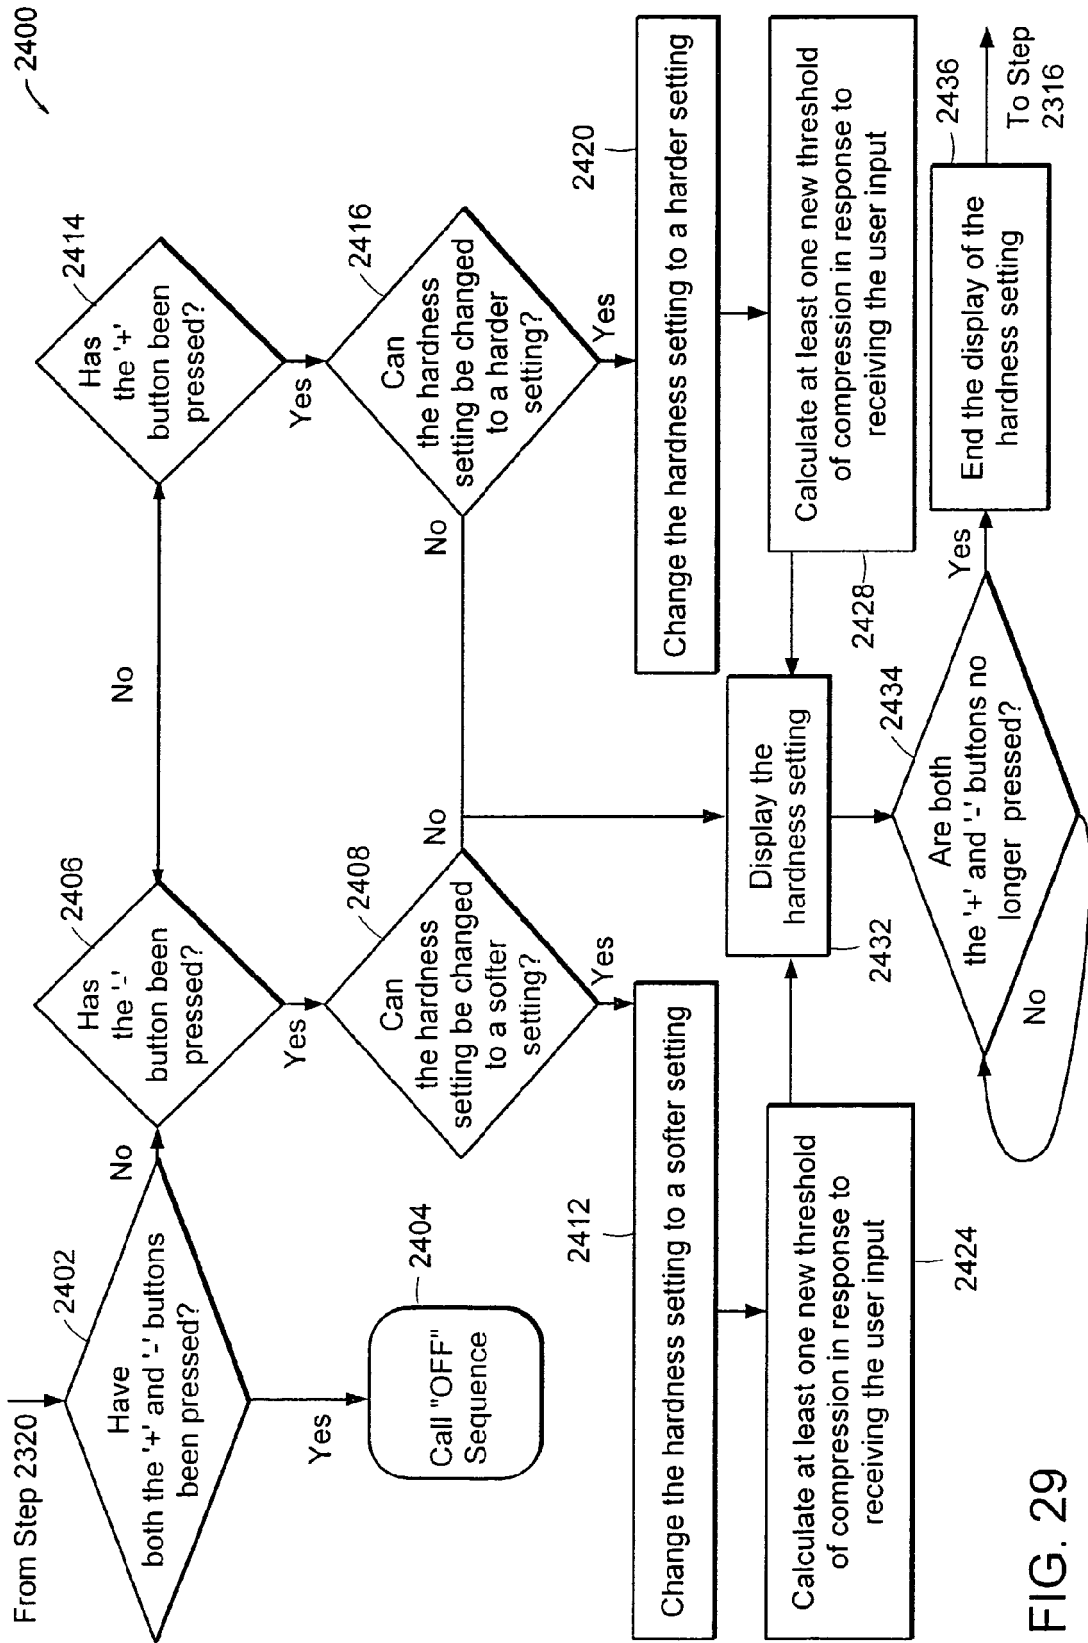 2400
From Step 2320
2402
Have
both the '+' and '-' buttons
been pressed?
No
Yes
2404
Call "OFF"
Sequence
2406
Has
the '-'
button been
pressed?
No
Yes
2414
Has
the '+'
button been
pressed?
Yes
2408
Can
the hardness
setting be changed
to a softer
setting?
No
Yes
2416
Can
the hardness
setting be changed
to a harder
setting?
No
Yes
2412
Change the hardness setting to a softer setting
2420
Change the hardness setting to a harder setting
Calculate at least one new threshold
of compression in response to
receiving the user input
2424
Display the
hardness setting
2432
Calculate at least one new threshold
of compression in response to
receiving the user input
2428
2434
Are both
the '+' and '-' buttons no
longer pressed?
No
Yes
2436
End the display of the
hardness setting
To Step
2316
FIG. 29